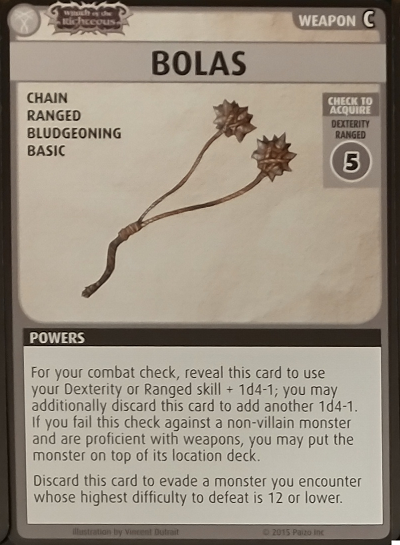 Wrath of the
Righteous
WEAPON C
BOLAS
CHAIN
RANGED
BLUDGEONING
BASIC
CHECK TO
ACQUIRE
DEXTERITY
RANGED
5
POWERS
For your combat check, reveal this card to use
your Dexterity or Ranged skill + 1d4-1; you may
additionally discard this card to add another 1d4-1.
If you fail this check against a non-villain monster
and are proficient with weapons, you may put the
monster on top of its location deck.
Discard this card to evade a monster you encounter
whose highest difficulty to defeat is 12 or lower.
Illustration by Vincent Dutrait © 2015 Paizo Inc